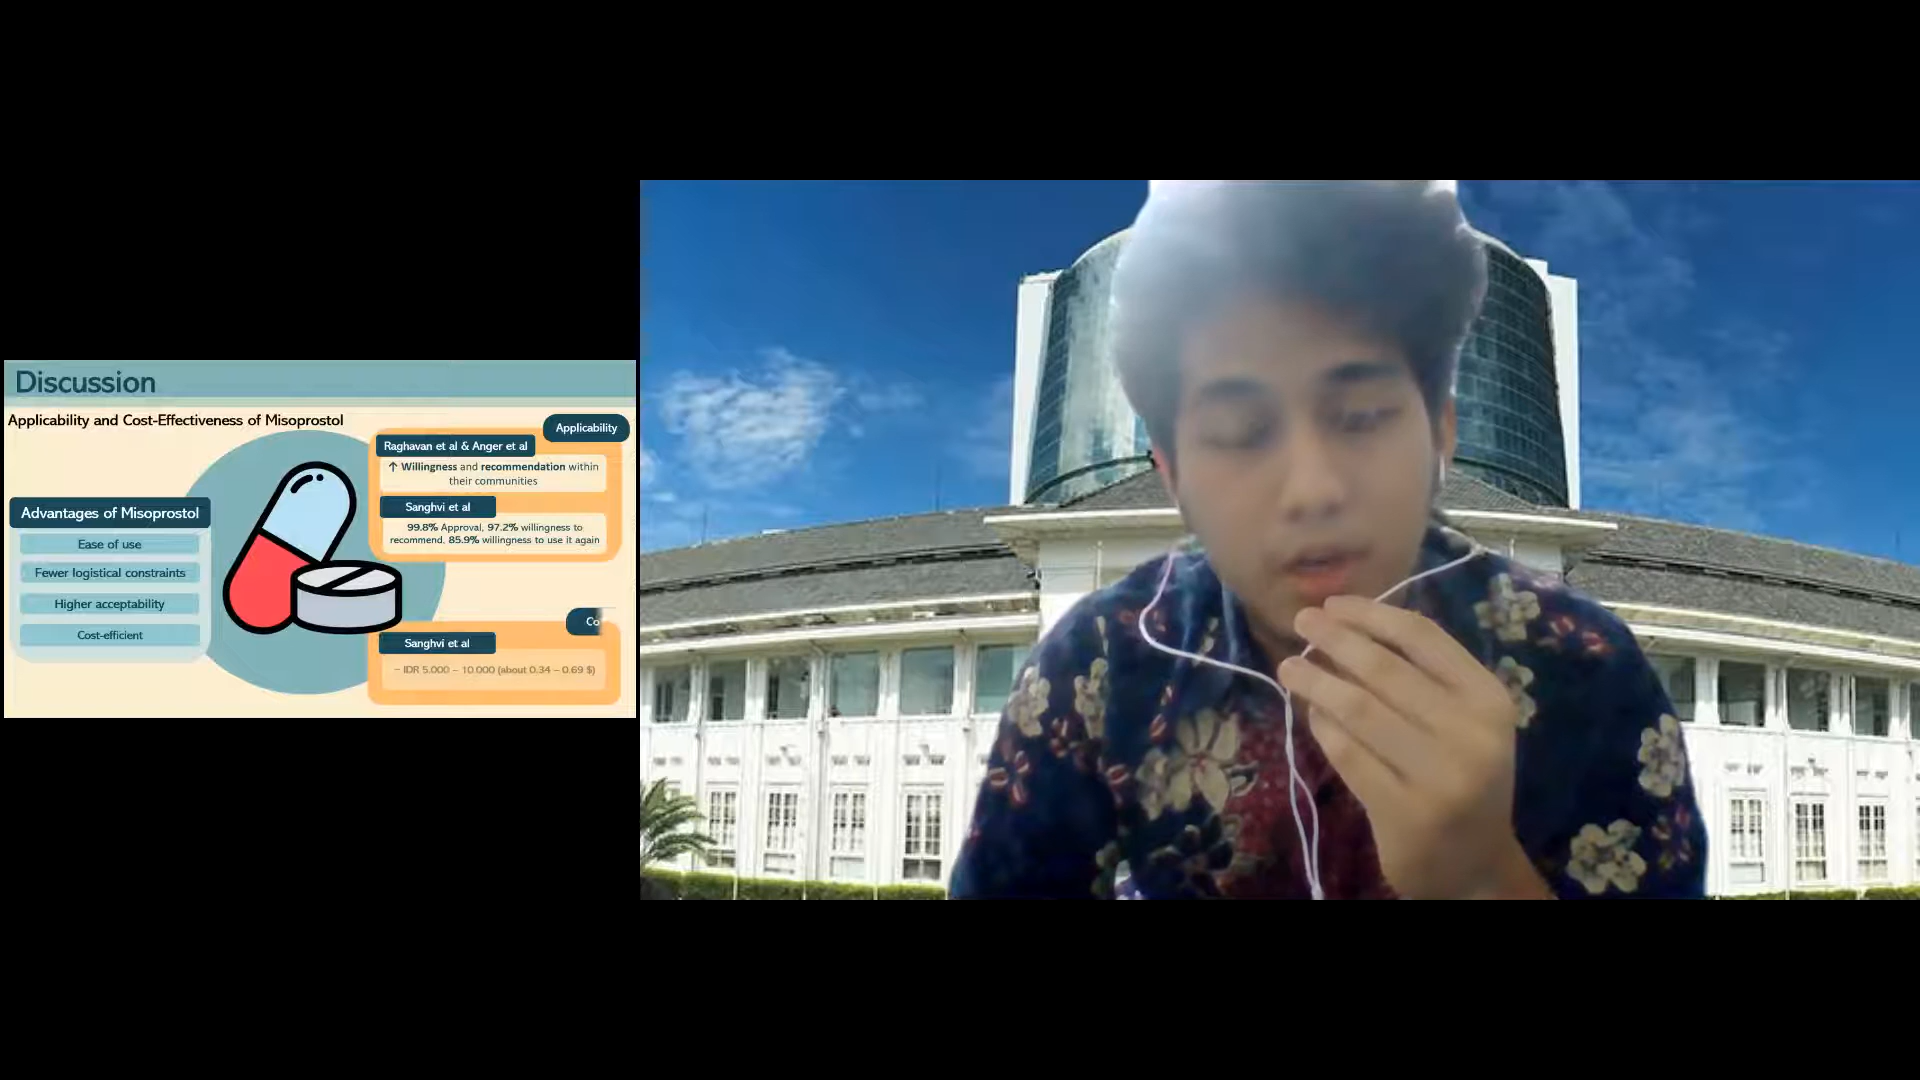 Discussion
Applicability and Cost-Effectiveness of Misoprostol
Advantages of Misoprostol
Ease of use
Fewer logistical constraints
Higher acceptability
Cost-efficient
Applicability
Raghavan et al & Anger et al
↑ Willingness and recommendation within
their communities
Sanghvi et al
99.8% Approval, 97.2% willingness to
recommend, 85.9% willingness to use it again
Co
Sanghvi et al
~ IDR 5.000 – 10.000 (about 0.34 – 0.69 $)